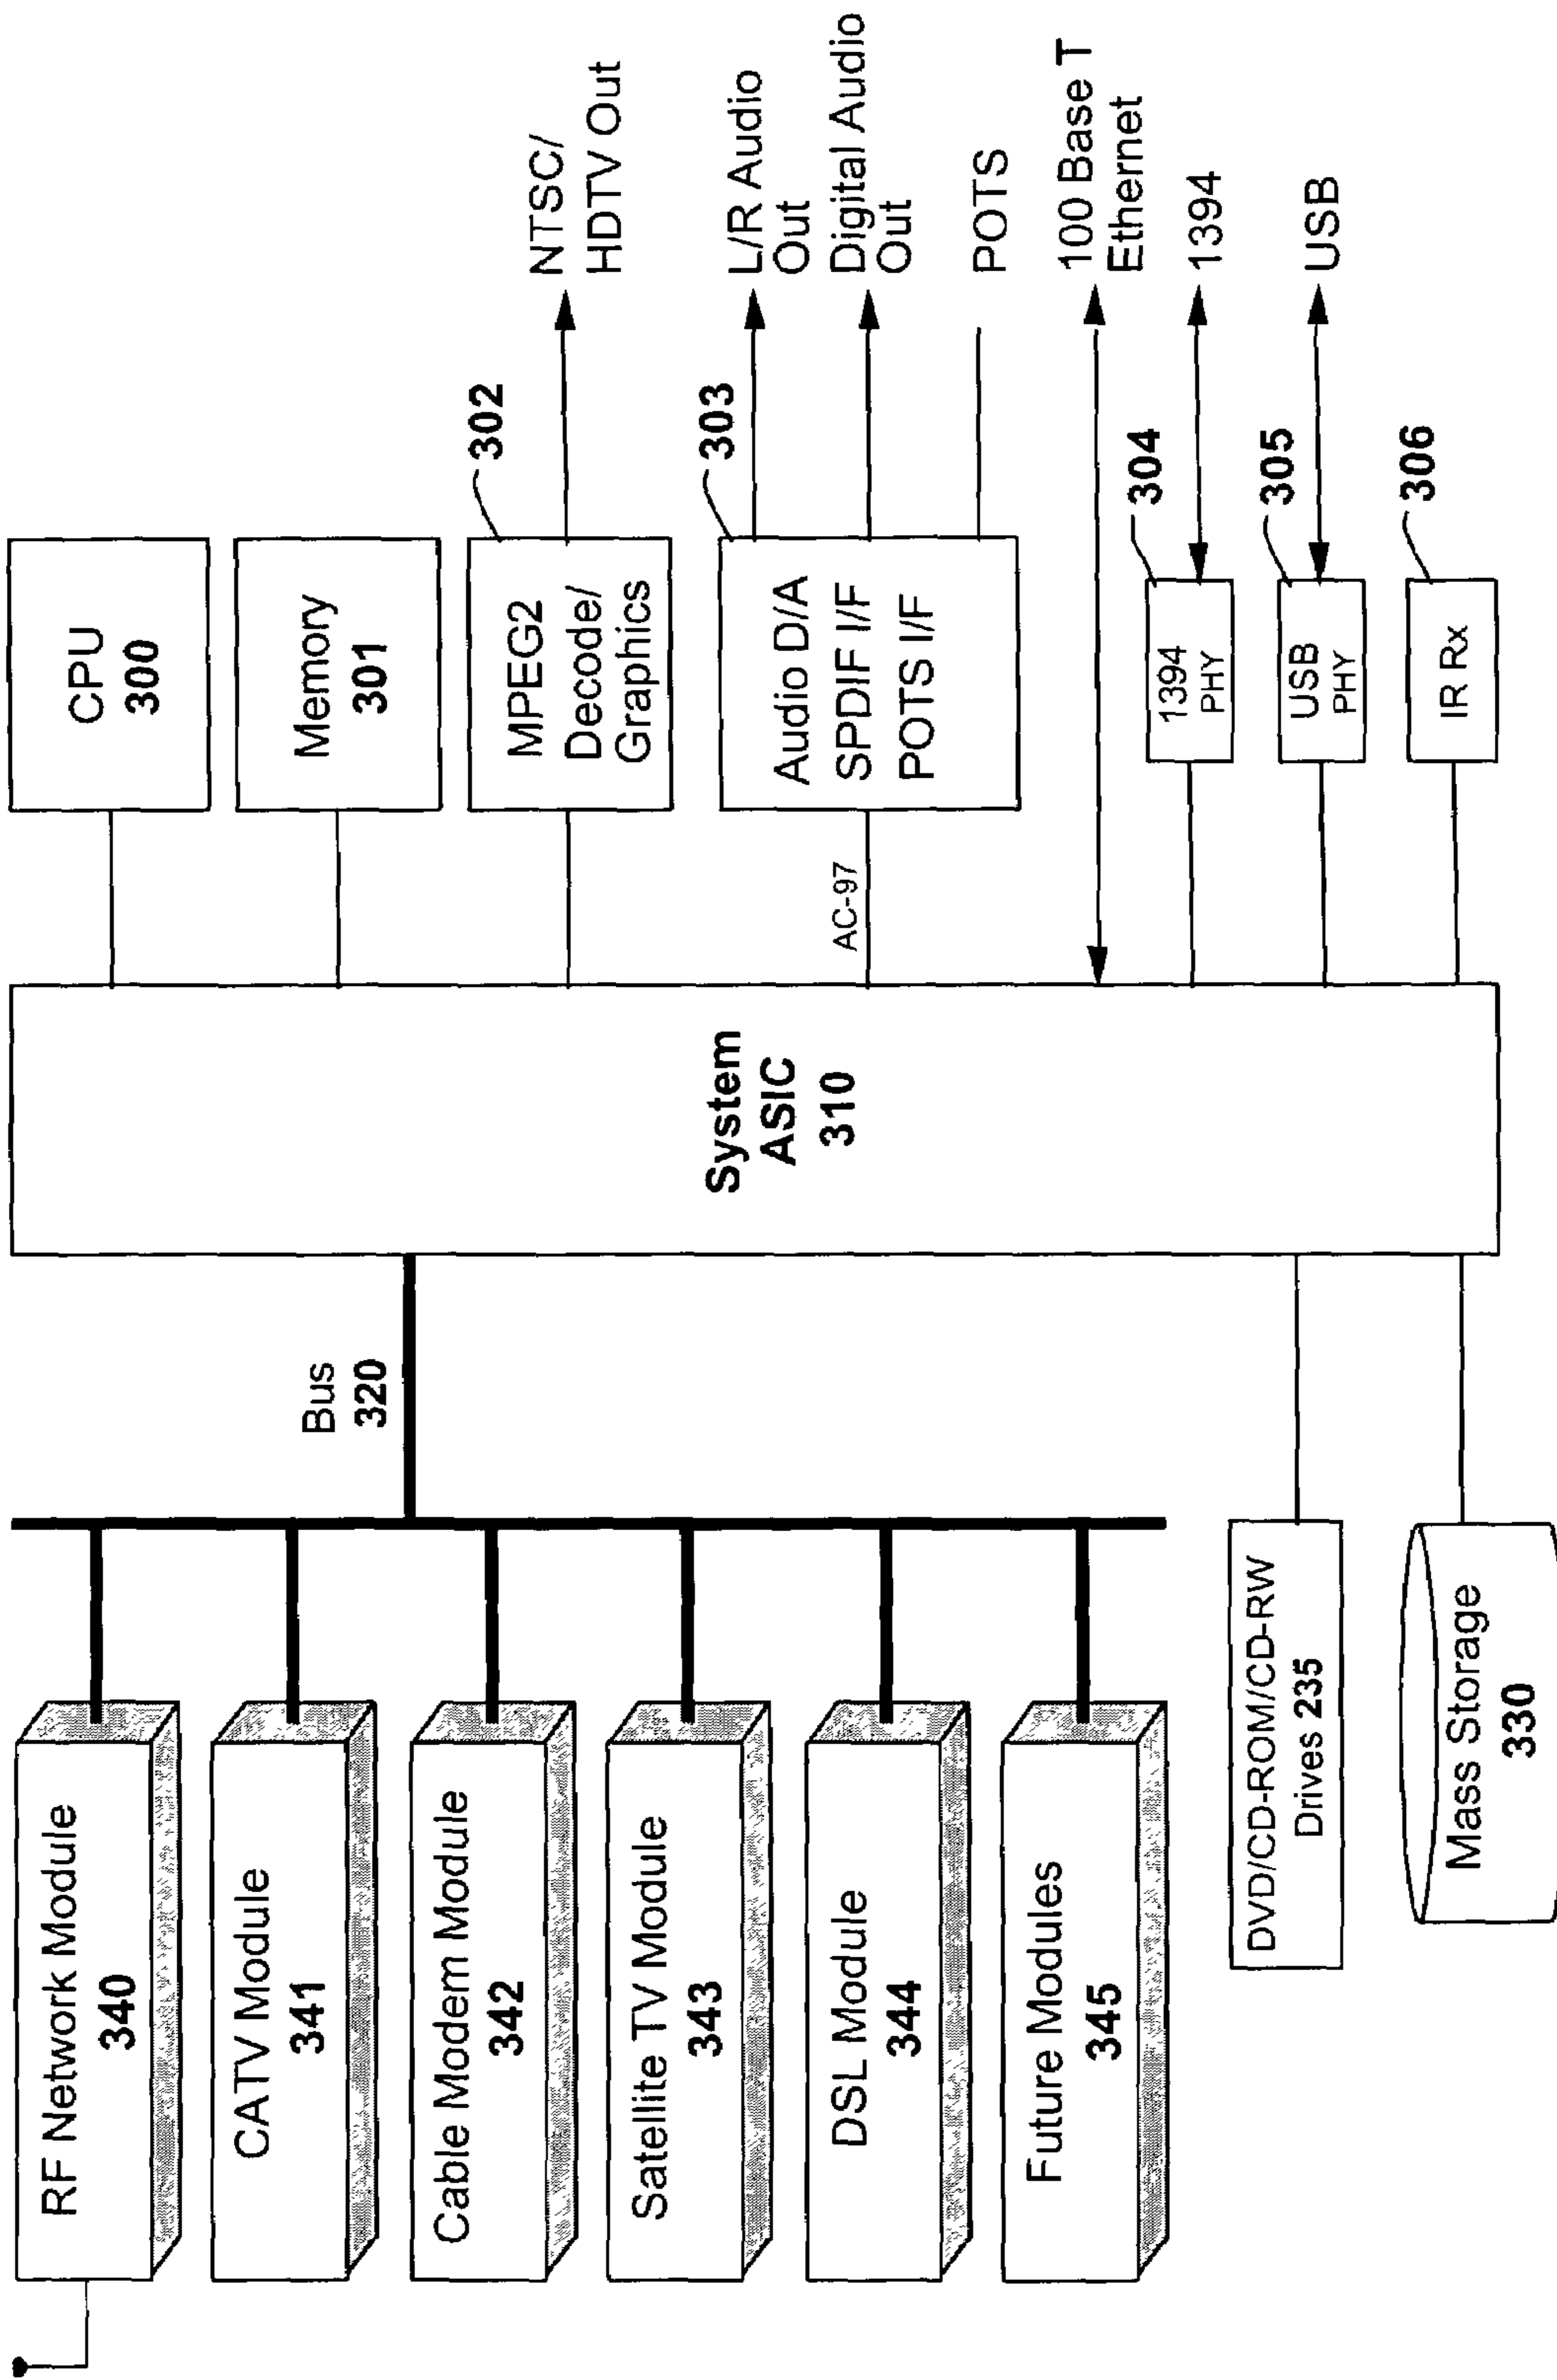 RF Network Module
340
CATV Module
341
Cable Modem Module
342
Satellite TV Module
343
DSL Module
344
Future Modules
345
DVD/CD-ROM/CD-RW
Drives 235
Mass Storage
330
Bus
320
System
ASIC
310
AC-97
CPU
300
Memory
301
MPEG2
Decode/
Graphics
302
NTSC/
HDTV Out
Audio D/A
SPDIF I/F
POTS I/F
303
L/R Audio
Out
Digital Audio
Out
POTS
100 Base T
Ethernet
1394
PHY
304
1394
USB
PHY
305
USB
IR Rx
306